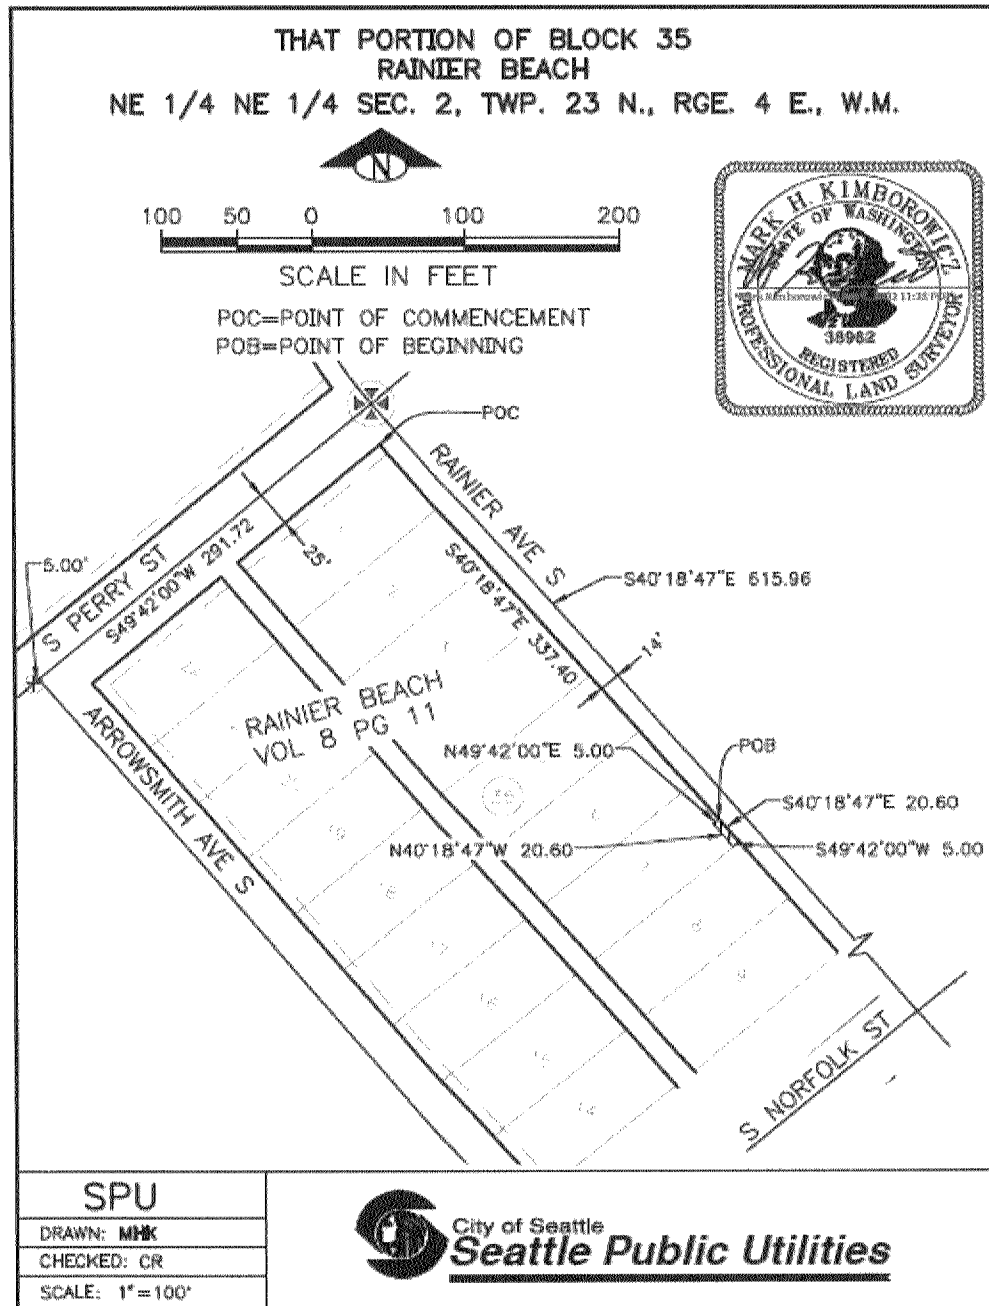 THAT PORTION OF BLOCK 35
RAINIER BEACH
NE 1/4 NE 1/4 SEC. 2, TWP. 23 N., RGE. 4 E., W.M.
N
100 50 0 100 200
SCALE IN FEET
POC=POINT OF COMMENCEMENT
POB=POINT OF BEGINNING
MARK H. KIMBOROWICZ
STATE OF WASHINGTON
38962
REGISTERED
PROFESSIONAL LAND SURVEYOR
POC
RAINIER AVE S
25'
5.00'
S PERRY ST
S49°42'00"W 291.72
S40°18'47"E 615.96
S40°18'47"E 337.40
14'
RAINIER BEACH
VOL 8 PG 11
ARROWSMITH AVE S
N49°42'00"E 5.00
POB
S40°18'47"E 20.60
N40°18'47"W 20.60
S49°42'00"W 5.00
S NORFOLK ST
SPU
DRAWN: MHK
CHECKED: CR
SCALE: 1"=100'
City of Seattle
Seattle Public Utilities